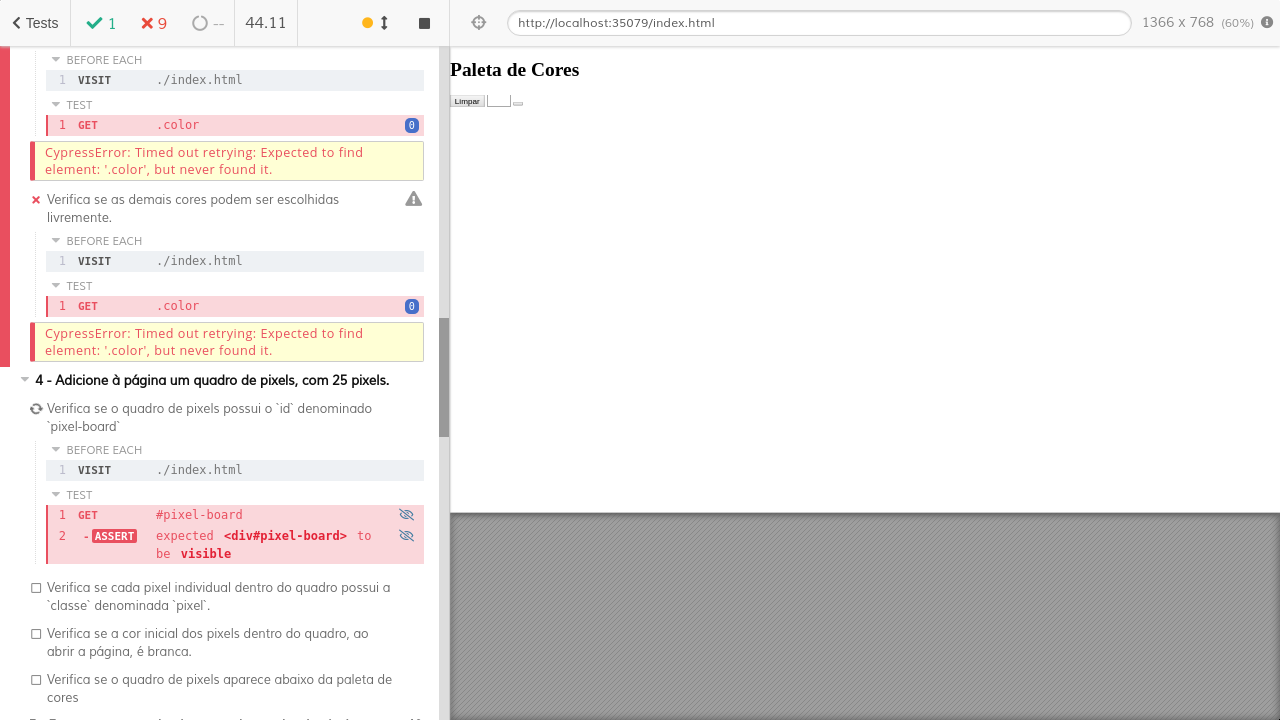 Tests
1
9
--
44.11
http://localhost:35079/index.html
1366 x 768 (60%)
BEFORE EACH
1 VISIT ./index.html
TEST
1 GET .color 0
CypressError: Timed out retrying: Expected to find
element: '.color', but never found it.
Verifica se as demais cores podem ser escolhidas
livremente.
BEFORE EACH
1 VISIT ./index.html
TEST
1 GET .color 0
CypressError: Timed out retrying: Expected to find
element: '.color', but never found it.
4 - Adicione à página um quadro de pixels, com 25 pixels.
Verifica se o quadro de pixels possui o `id` denominado
`pixel-board`
BEFORE EACH
1 VISIT ./index.html
TEST
1 GET #pixel-board
2 - ASSERT expected <div#pixel-board> to
be visible
Verifica se cada pixel individual dentro do quadro possui a
`classe` denominada `pixel`.
Verifica se a cor inicial dos pixels dentro do quadro, ao
abrir a página, é branca.
Verifica se o quadro de pixels aparece abaixo da paleta de
cores
Paleta de Cores
Limpar